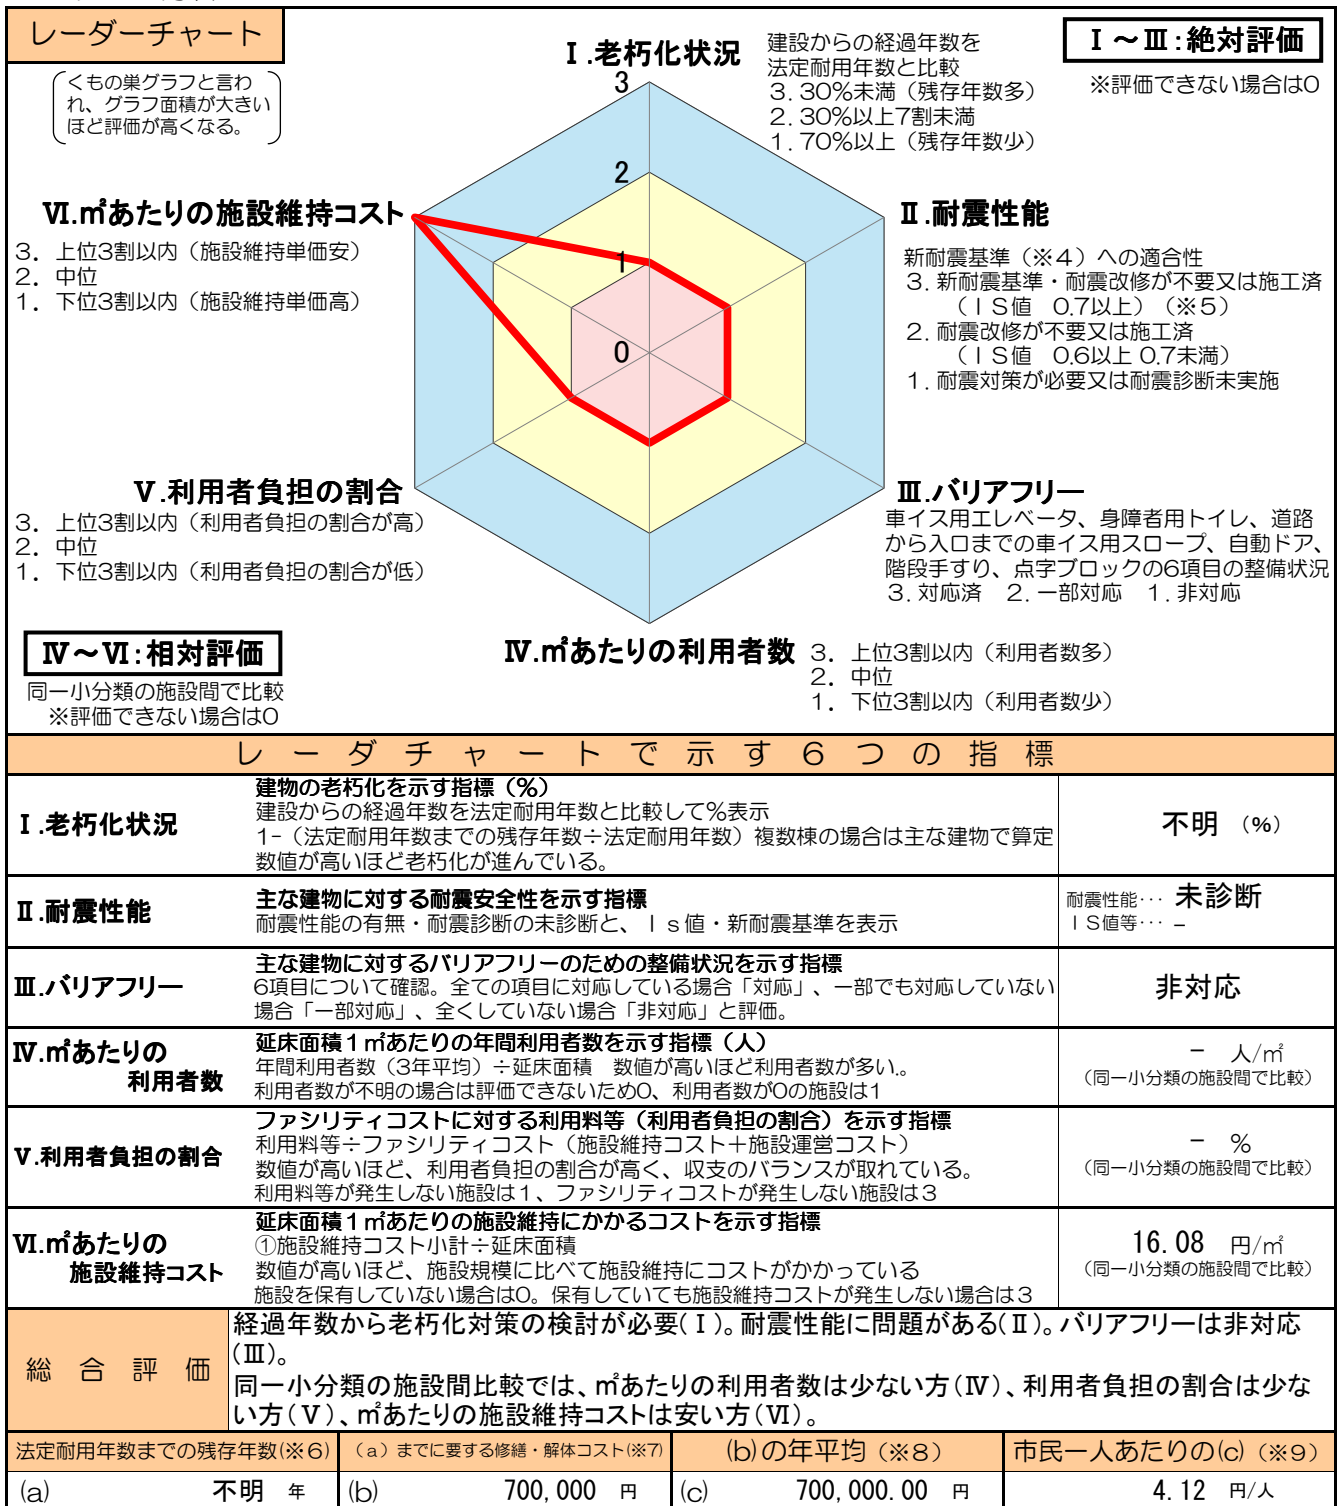 レーダーチャート
くもの巣グラフと言わ
れ、グラフ面積が大きい
ほど評価が高くなる。
Ⅰ.老朽化状況
建設からの経過年数を
法定耐用年数と比較
3. 30%未満（残存年数多）
2. 30%以上7割未満
1. 70%以上（残存年数少）
Ⅰ～Ⅲ:絶対評価
※評価できない場合は0
3
2
1
0
Ⅵ.㎡あたりの施設維持コスト
3. 上位3割以内（施設維持単価安）
2. 中位
1. 下位3割以内（施設維持単価高）
Ⅱ.耐震性能
新耐震基準（※4）への適合性
3. 新耐震基準・耐震改修が不要又は施工済
（ＩＳ値　0.7以上）（※5）
2. 耐震改修が不要又は施工済
（ＩＳ値　0.6以上 0.7未満）
1. 耐震対策が必要又は耐震診断未実施
Ⅴ.利用者負担の割合
3. 上位3割以内（利用者負担の割合が高）
2. 中位
1. 下位3割以内（利用者負担の割合が低）
Ⅲ.バリアフリー
車イス用エレベータ、身障者用トイレ、道路
から入口までの車イス用スロープ、自動ドア、
階段手すり、点字ブロックの6項目の整備状況
3. 対応済　2. 一部対応　1. 非対応
Ⅳ～Ⅵ:相対評価
同一小分類の施設間で比較
※評価できない場合は0
Ⅳ.㎡あたりの利用者数
3. 上位3割以内（利用者数多）
2. 中位
1. 下位3割以内（利用者数少）
レーダチャートで示す6つの指標
Ⅰ.老朽化状況
建物の老朽化を示す指標（%）
建設からの経過年数を法定耐用年数と比較して%表示
1-（法定耐用年数までの残存年数÷法定耐用年数）複数棟の場合は主な建物で算定
数値が高いほど老朽化が進んでいる。
不明（%）
Ⅱ.耐震性能
主な建物に対する耐震安全性を示す指標
耐震性能の有無・耐震診断の未診断と、Ｉｓ値・新耐震基準を表示
耐震性能･･･ 未診断
ＩＳ値等･･･ －
Ⅲ.バリアフリー
主な建物に対するバリアフリーのための整備状況を示す指標
6項目について確認。全ての項目に対応している場合「対応」、一部でも対応していない
場合「一部対応」、全くしていない場合「非対応」と評価。
非対応
Ⅳ.㎡あたりの
利用者数
延床面積１㎡あたりの年間利用者数を示す指標（人）
年間利用者数（3年平均）÷延床面積　数値が高いほど利用者数が多い。
利用者数が不明の場合は評価できないため0、利用者数が0の施設は1
－ 人/㎡
（同一小分類の施設間で比較）
Ⅴ.利用者負担の割合
ファシリティコストに対する利用料等（利用者負担の割合）を示す指標
利用料等÷ファシリティコスト（施設維持コスト＋施設運営コスト）
数値が高いほど、利用者負担の割合が高く、収支のバランスが取れている。
利用料等が発生しない施設は１、ファシリティコストが発生しない施設は３
－ %
（同一小分類の施設間で比較）
Ⅵ.㎡あたりの
施設維持コスト
延床面積１㎡あたりの施設維持にかかるコストを示す指標
①施設維持コスト小計÷延床面積
数値が高いほど、施設規模に比べて施設維持にコストがかかっている
施設を保有していない場合は0。保有していても施設維持コストが発生しない場合は３
16.08 円/㎡
（同一小分類の施設間で比較）
総合評価
経過年数から老朽化対策の検討が必要(Ⅰ)。耐震性能に問題がある(Ⅱ)。バリアフリーは非対応
(Ⅲ)。
同一小分類の施設間比較では、㎡あたりの利用者数は少ない方(Ⅳ)、利用者負担の割合は少な
い方(Ⅴ)、㎡あたりの施設維持コストは安い方(Ⅵ)。
法定耐用年数までの残存年数(※6)
（a）までに要する修繕・解体コスト(※7)
(b)の年平均（※8）
市民一人あたりの(c)（※9）
(a) 不明 年
(b) 700,000 円
(c) 700,000.00 円
4.12 円/人